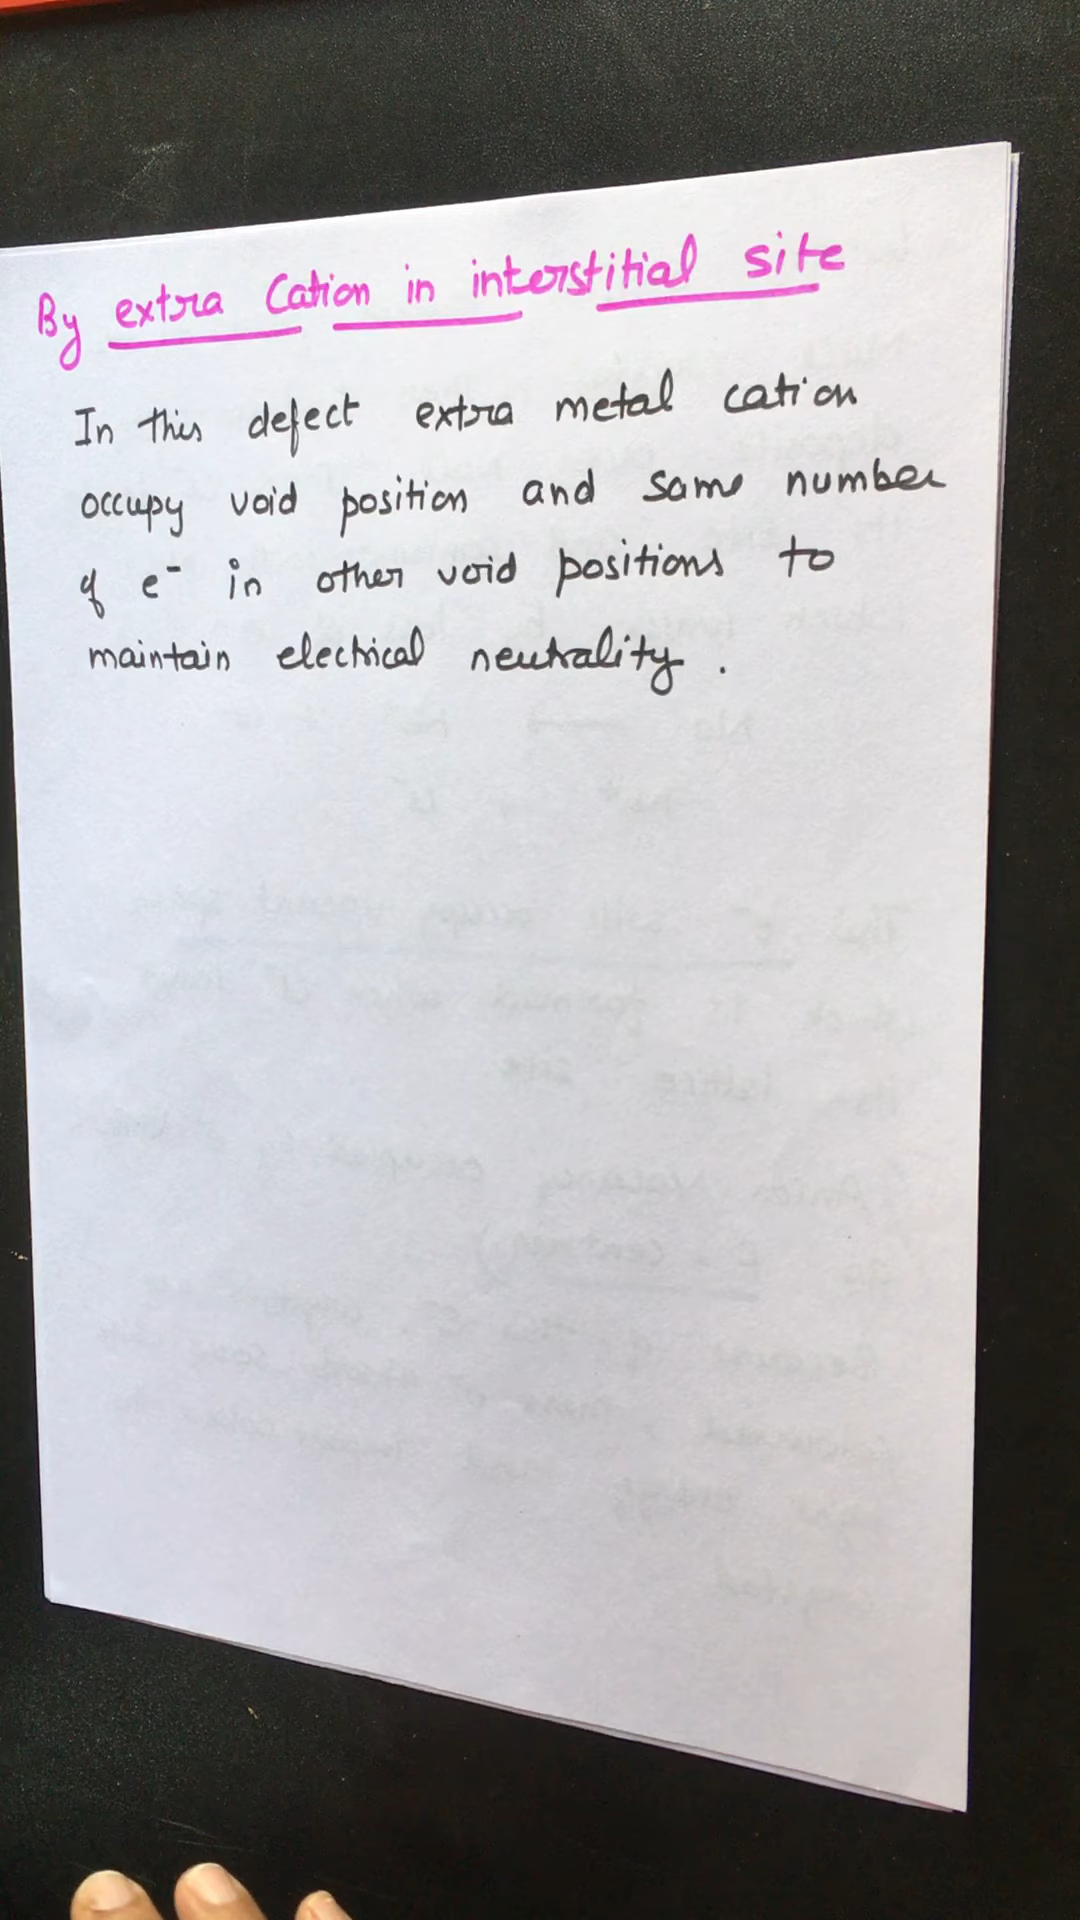 By extra Cation in interstitial site
In this defect extra metal cation
occupy void position and same number
of e⁻ in other void positions to
maintain electrical neutrality.